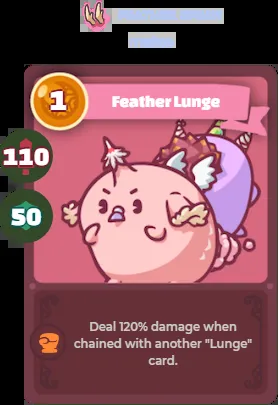 1
Feather Lunge
110
50
Deal 120% damage when
chained with another "Lunge"
card.